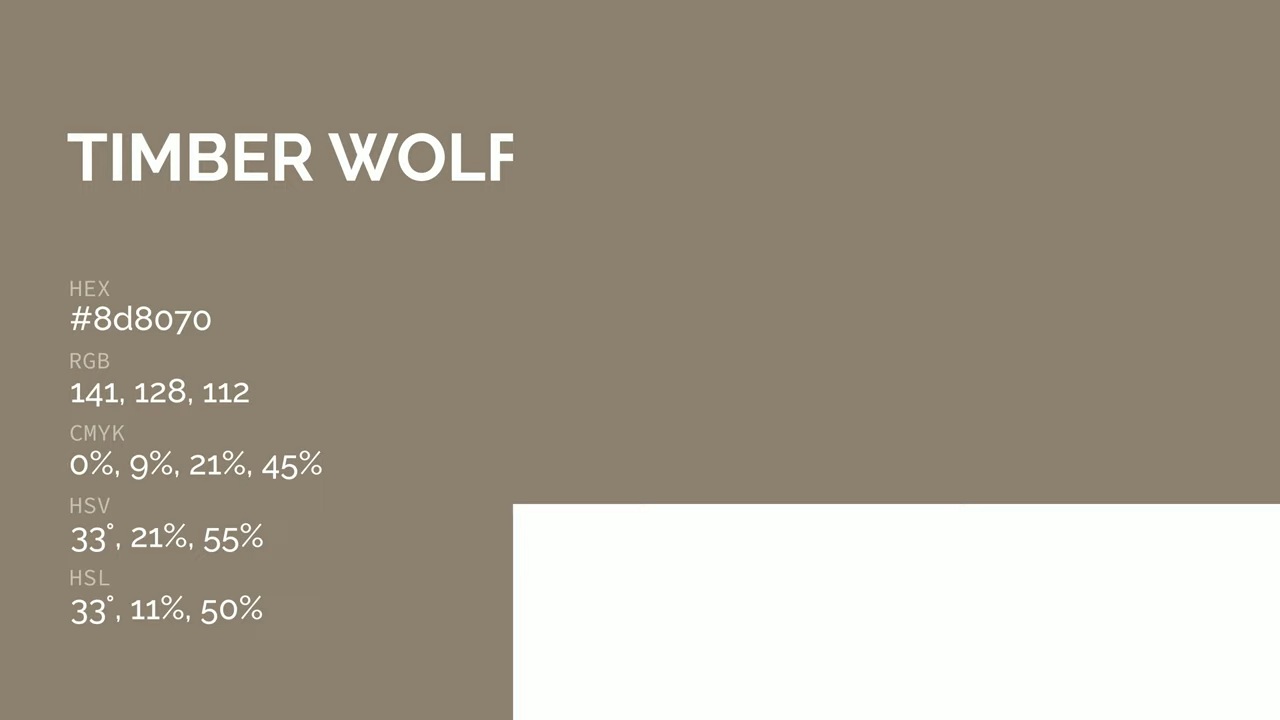 TIMBER WOLF
HEX
#8d8070
RGB
141, 128, 112
CMYK
0%, 9%, 21%, 45%
HSV
33°, 21%, 55%
HSL
33°, 11%, 50%